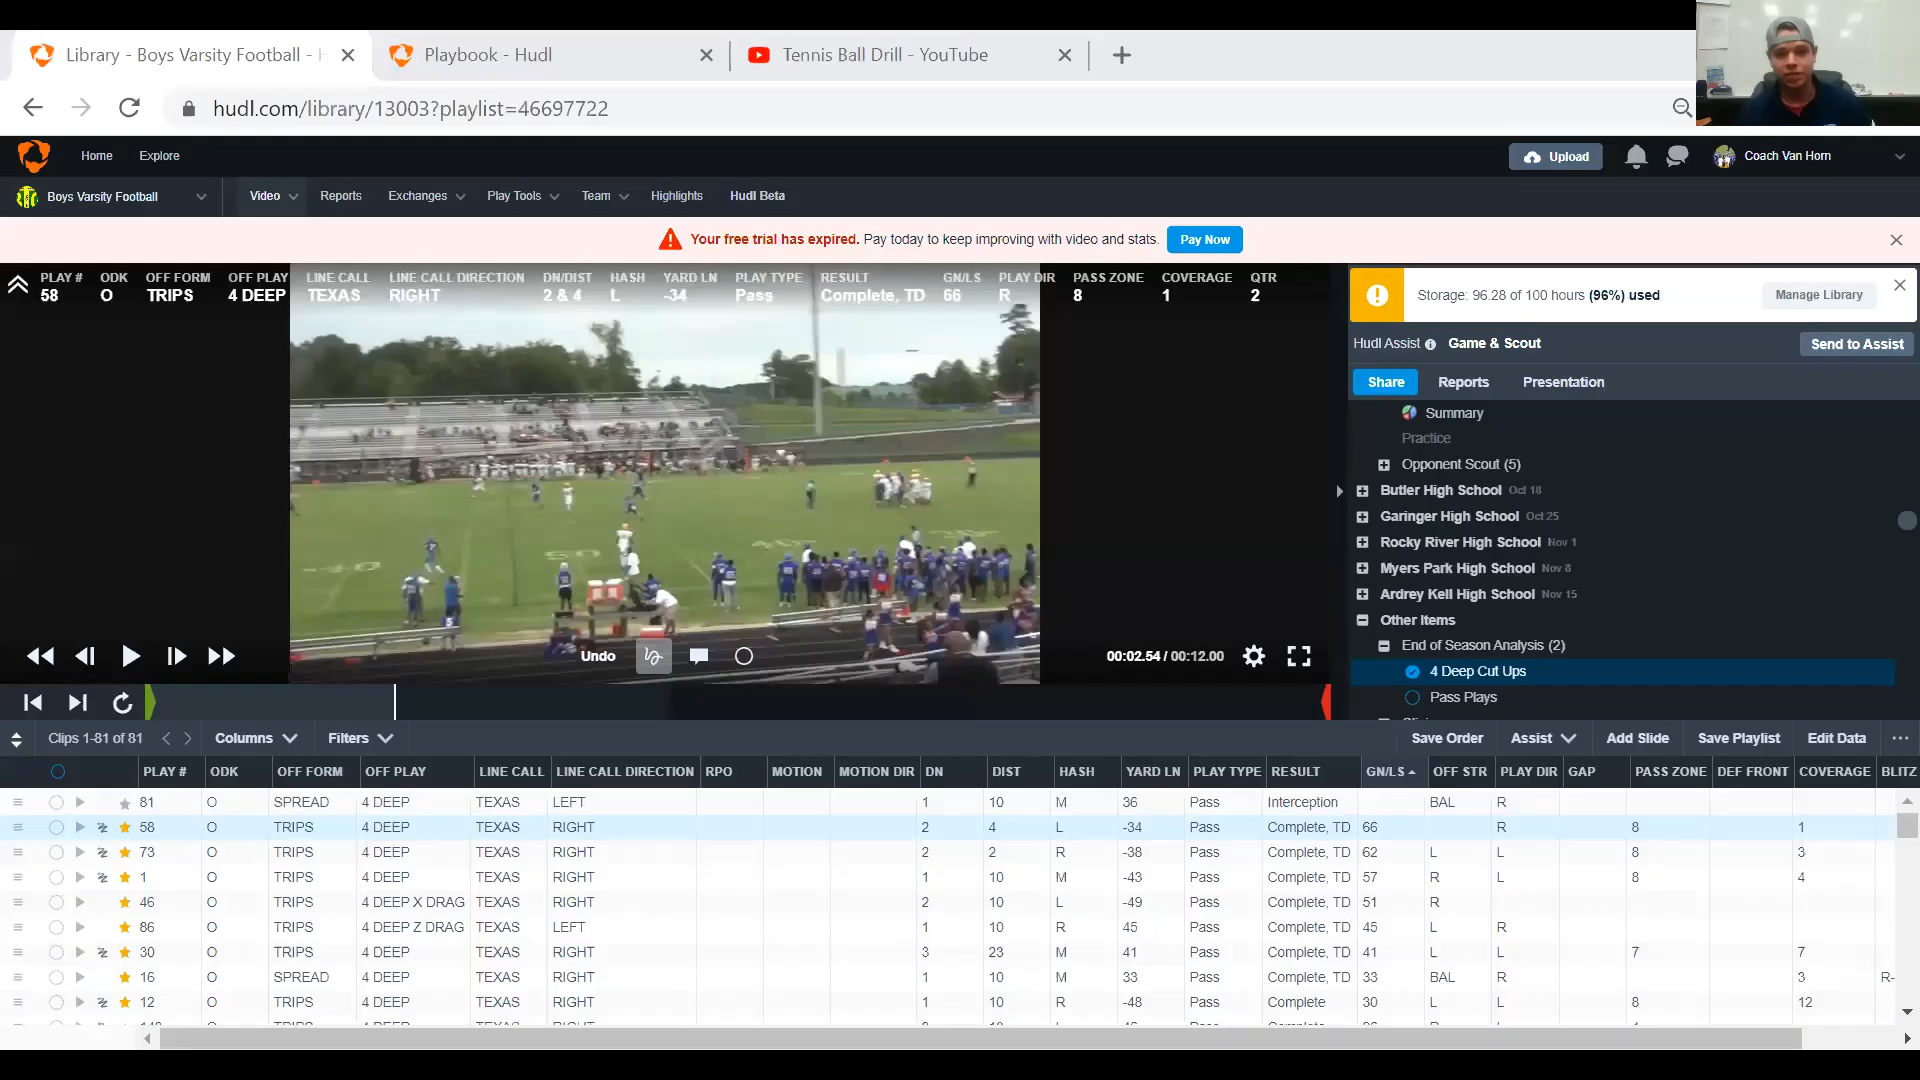 Library - Boys Varsity Football - H
Playbook - Hudl
Tennis Ball Drill - YouTube
hudl.com/library/13003?playlist=46697722
Home Explore Upload Coach Van Horn
Boys Varsity Football Video Reports Exchanges Play Tools Team Highlights Hudl Beta
Your free trial has expired. Pay today to keep improving with video and stats. Pay Now
PLAY # ODK OFF FORM OFF PLAY LINE CALL LINE CALL DIRECTION DN/DIST HASH YARD LN PLAY TYPE RESULT GN/LS PLAY DIR PASS ZONE COVERAGE QTR
58 O TRIPS 4 DEEP TEXAS RIGHT 2 & 4 L -34 Pass Complete, TD 66 R 8 1 2
Storage: 96.28 of 100 hours (96%) used Manage Library
Hudl Assist Game & Scout Send to Assist
Share Reports Presentation
Summary
Practice
Opponent Scout (5)
Butler High School Oct 18
Garinger High School Oct 25
Rocky River High School Nov 1
Myers Park High School Nov 8
Ardrey Kell High School Nov 15
Other Items
End of Season Analysis (2)
4 Deep Cut Ups
Pass Plays
Undo
00:02.54 / 00:12.00
Clips 1-81 of 81 Columns Filters Save Order Assist Add Slide Save Playlist Edit Data
PLAY # ODK OFF FORM OFF PLAY LINE CALL LINE CALL DIRECTION RPO MOTION MOTION DIR DN DIST HASH YARD LN PLAY TYPE RESULT GN/LS OFF STR PLAY DIR GAP PASS ZONE DEF FRONT COVERAGE BLITZ
81 O SPREAD 4 DEEP TEXAS LEFT 1 10 M 36 Pass Interception BAL R
58 O TRIPS 4 DEEP TEXAS RIGHT 2 4 L -34 Pass Complete, TD 66 R 8 1
73 O TRIPS 4 DEEP TEXAS RIGHT 2 2 R -38 Pass Complete, TD 62 L L 8 3
1 O TRIPS 4 DEEP TEXAS RIGHT 1 10 M -43 Pass Complete, TD 57 R L 8 4
46 O TRIPS 4 DEEP X DRAG TEXAS RIGHT 2 10 L -49 Pass Complete, TD 51 R
86 O TRIPS 4 DEEP Z DRAG TEXAS LEFT 1 10 R 45 Pass Complete, TD 45 L R
30 O TRIPS 4 DEEP TEXAS RIGHT 3 23 M 41 Pass Complete, TD 41 L L 7 7
16 O SPREAD 4 DEEP TEXAS RIGHT 1 10 M 33 Pass Complete, TD 33 BAL R 3 R-
12 O TRIPS 4 DEEP TEXAS RIGHT 1 10 R -48 Pass Complete 30 L L 8 12